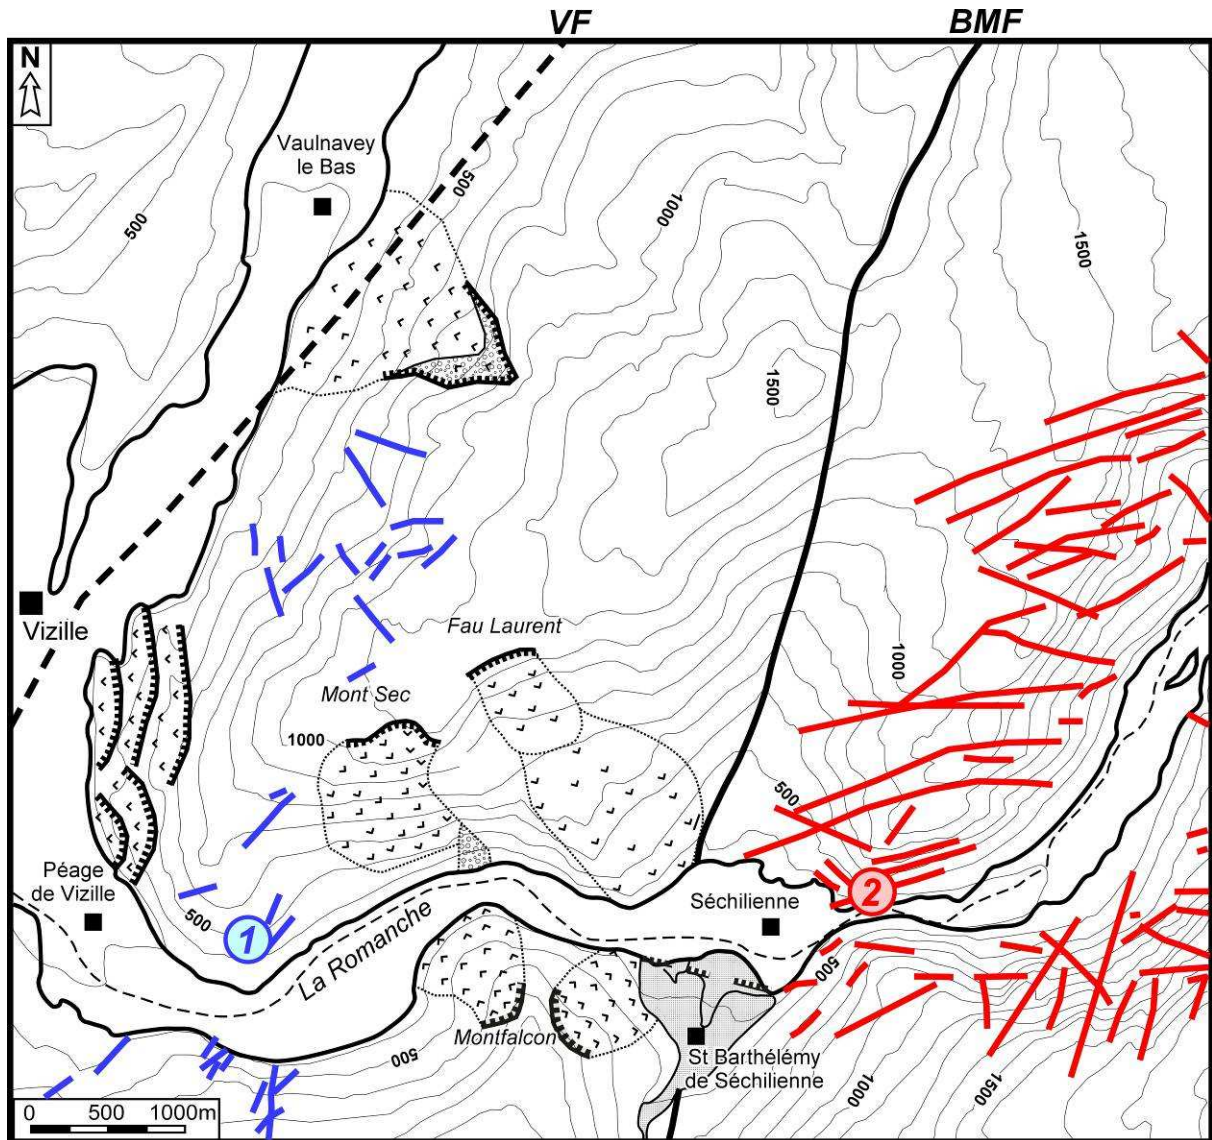 VF
BMF
N
Vaulnavey
le Bas
500
500
1000
1500
1500
Vizille
Fau Laurent
Mont Sec
1000
1000
500
Péage
de Vizille
500
1
La Romanche
Séchilienne
2
500
Montfalcon
500
St Barthélémy
de Séchilienne
1000
1500
0 500 1000m